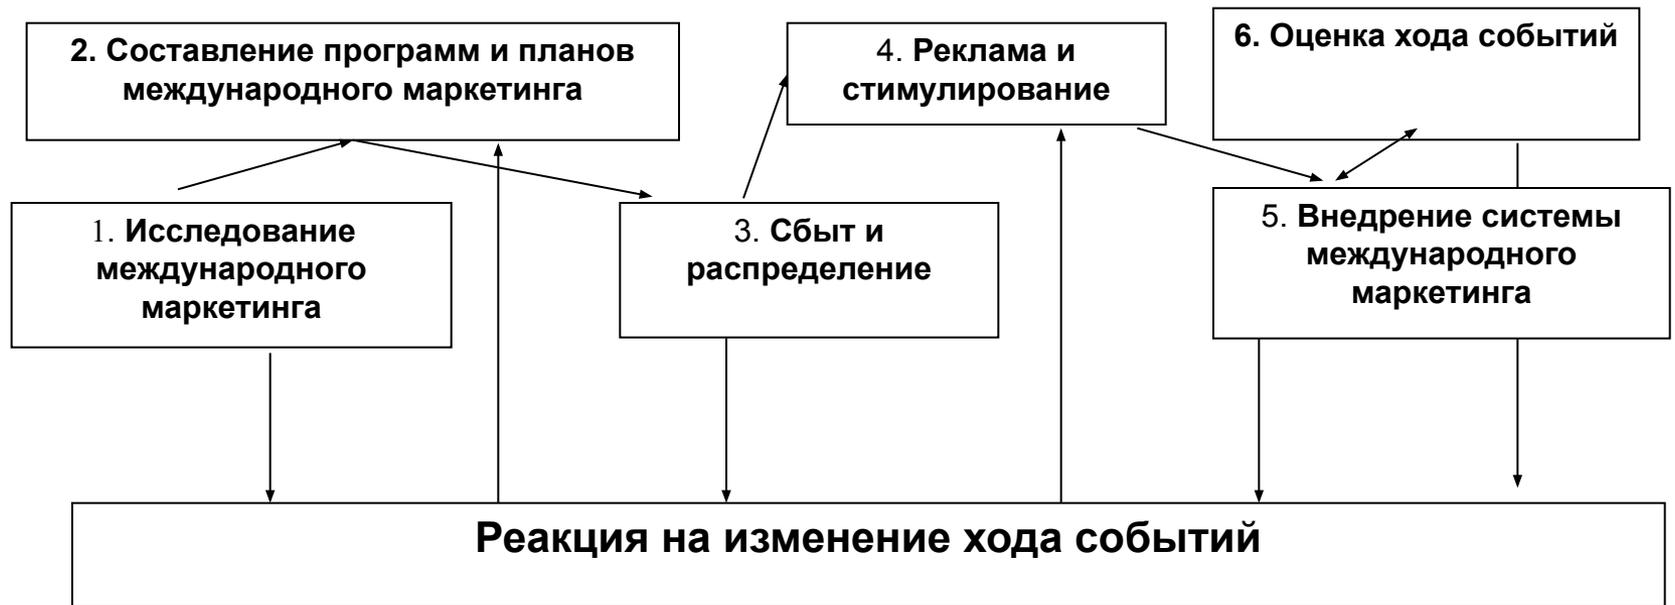 2. Составление программ и планов
международного маркетинга
4. Реклама и
стимулирование
6. Оценка хода событий
1. Исследование
международного
маркетинга
3. Сбыт и
распределение
5. Внедрение системы
международного
маркетинга
Реакция на изменение хода событий